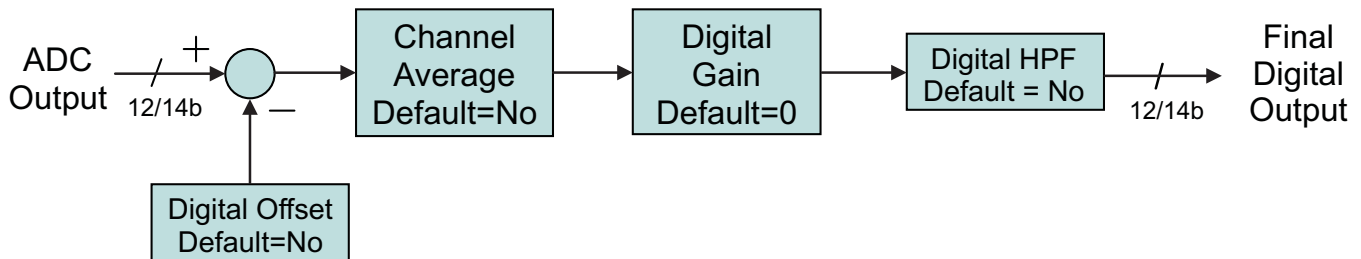 ADC
Output
12/14b
+
−
Digital Offset
Default=No
Channel
Average
Default=No
Digital
Gain
Default=0
Digital HPF
Default = No
12/14b
Final
Digital
Output